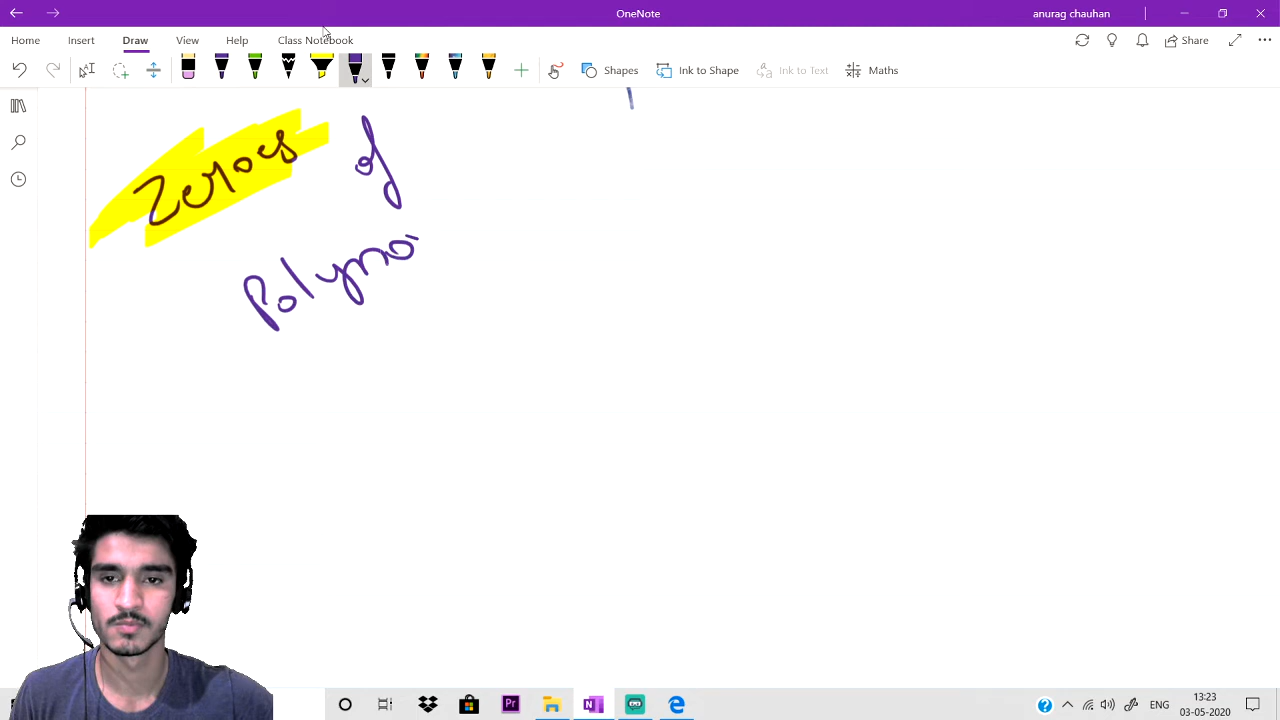 OneNote
anurag chauhan
Home Insert Draw View Help Class Notebook
Share
Shapes Ink to Shape Ink to Text Maths
Zeroes of
Polyno
ENG
13:23
03-05-2020